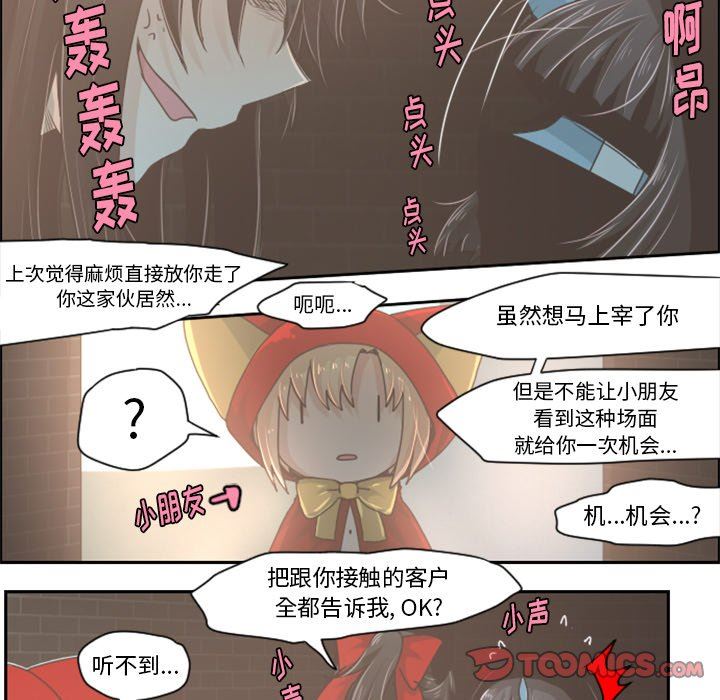 轰轰轰
点头
点头
点头
啊昂
上次觉得麻烦直接放你走了
你这家伙居然...
呃呃...
虽然想马上宰了你
但是不能让小朋友
看到这种场面
就给你一次机会...
?
小朋友
机...机会...?
把跟你接触的客户
全都告诉我, OK?
小声
听不到...
小声
TOOMICS.com